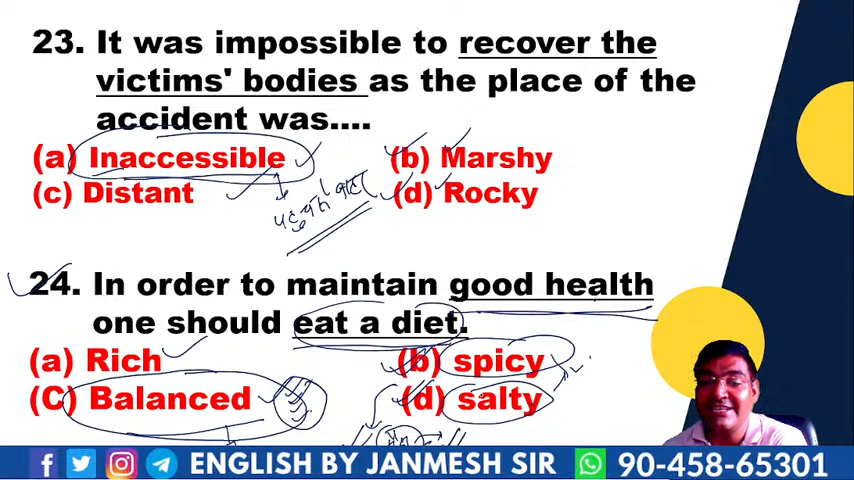 23. It was impossible to recover the
victims' bodies as the place of the
accident was....
(a) Inaccessible (b) Marshy
(c) Distant (d) Rocky
24. In order to maintain good health
one should eat a diet.
(a) Rich (b) spicy
(C) Balanced (d) salty
ENGLISH BY JANMESH SIR 90-458-65301